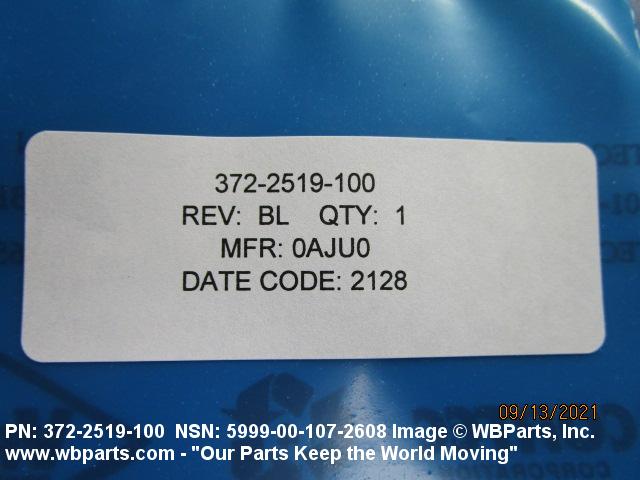 372-2519-100
REV: BL QTY: 1
MFR: 0AJU0
DATE CODE: 2128
09/13/2021
PN: 372-2519-100 NSN: 5999-00-107-2608 Image © WBParts, Inc.
www.wbparts.com - "Our Parts Keep the World Moving"